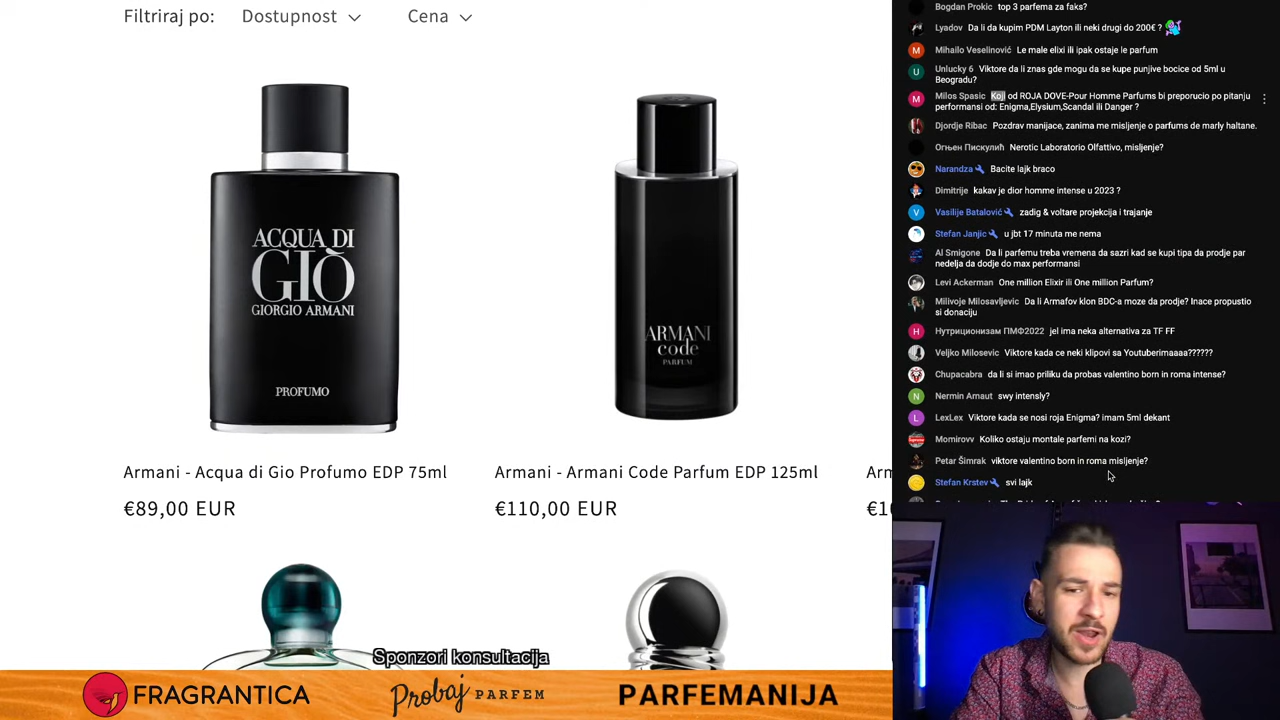 Filtriraj po: Dostupnost Cena
ACQUA DI
GIÒ
GIORGIO ARMANI
PROFUMO
ARMANI
code
PARFUM
Armani - Acqua di Gio Profumo EDP 75ml
€89,00 EUR
Armani - Armani Code Parfum EDP 125ml
€110,00 EUR
Sponzori konsultacija
FRAGRANTICA
Probaj PARFEM
PARFEMANIJA
Bogdan Prokic top 3 parfema za faks?
Lyadov Da li da kupim PDM Layton ili neki drugi do 200€ ?
M Mihailo Veselinović Le male elixi ili ipak ostaje le parfum
U Unlucky 6 Viktore da li znas gde mogu da se kupe punjive bocice od 5ml u
Beogradu?
M Milos Spasic Koji od ROJA DOVE-Pour Homme Parfums bi preporucio po pitanju
performansi od: Enigma,Elysium,Scandal ili Danger ?
Djordje Ribac Pozdrav manijace, zanima me misljenje o parfums de marly haltane.
Огњен Пискулић Nerotic Laboratorio Olfattivo, misljenje?
Narandza Bacite lajk braco
Dimitrije kakav je dior homme intense u 2023 ?
V Vasilije Batalović zadig & voltare projekcija i trajanje
Stefan Janjic u jbt 17 minuta me nema
Al Smigone Da li parfemu treba vremena da sazri kad se kupi tipa da prodje par
nedelja da dodje do max performansi
Levi Ackerman One million Elixir ili One million Parfum?
Milivoje Milosavljevic Da li Armafov klon BDC-a moze da prodje? Inace propustio
si donaciju
Н Нутриционизам ПМФ2022 jel ima neka alternativa za TF FF
Veljko Milosevic Viktore kada ce neki klipovi sa Youtuberimaaaa??????
Chupacabra da li si imao priliku da probas valentino born in roma intense?
N Nermin Arnaut swy intensly?
L LexLex Viktore kada se nosi roja Enigma? imam 5ml dekant
Momirovv Koliko ostaju montale parfemi na kozi?
Petar Šimrak viktore valentino born in roma misljenje?
Stefan Krstev svi lajk